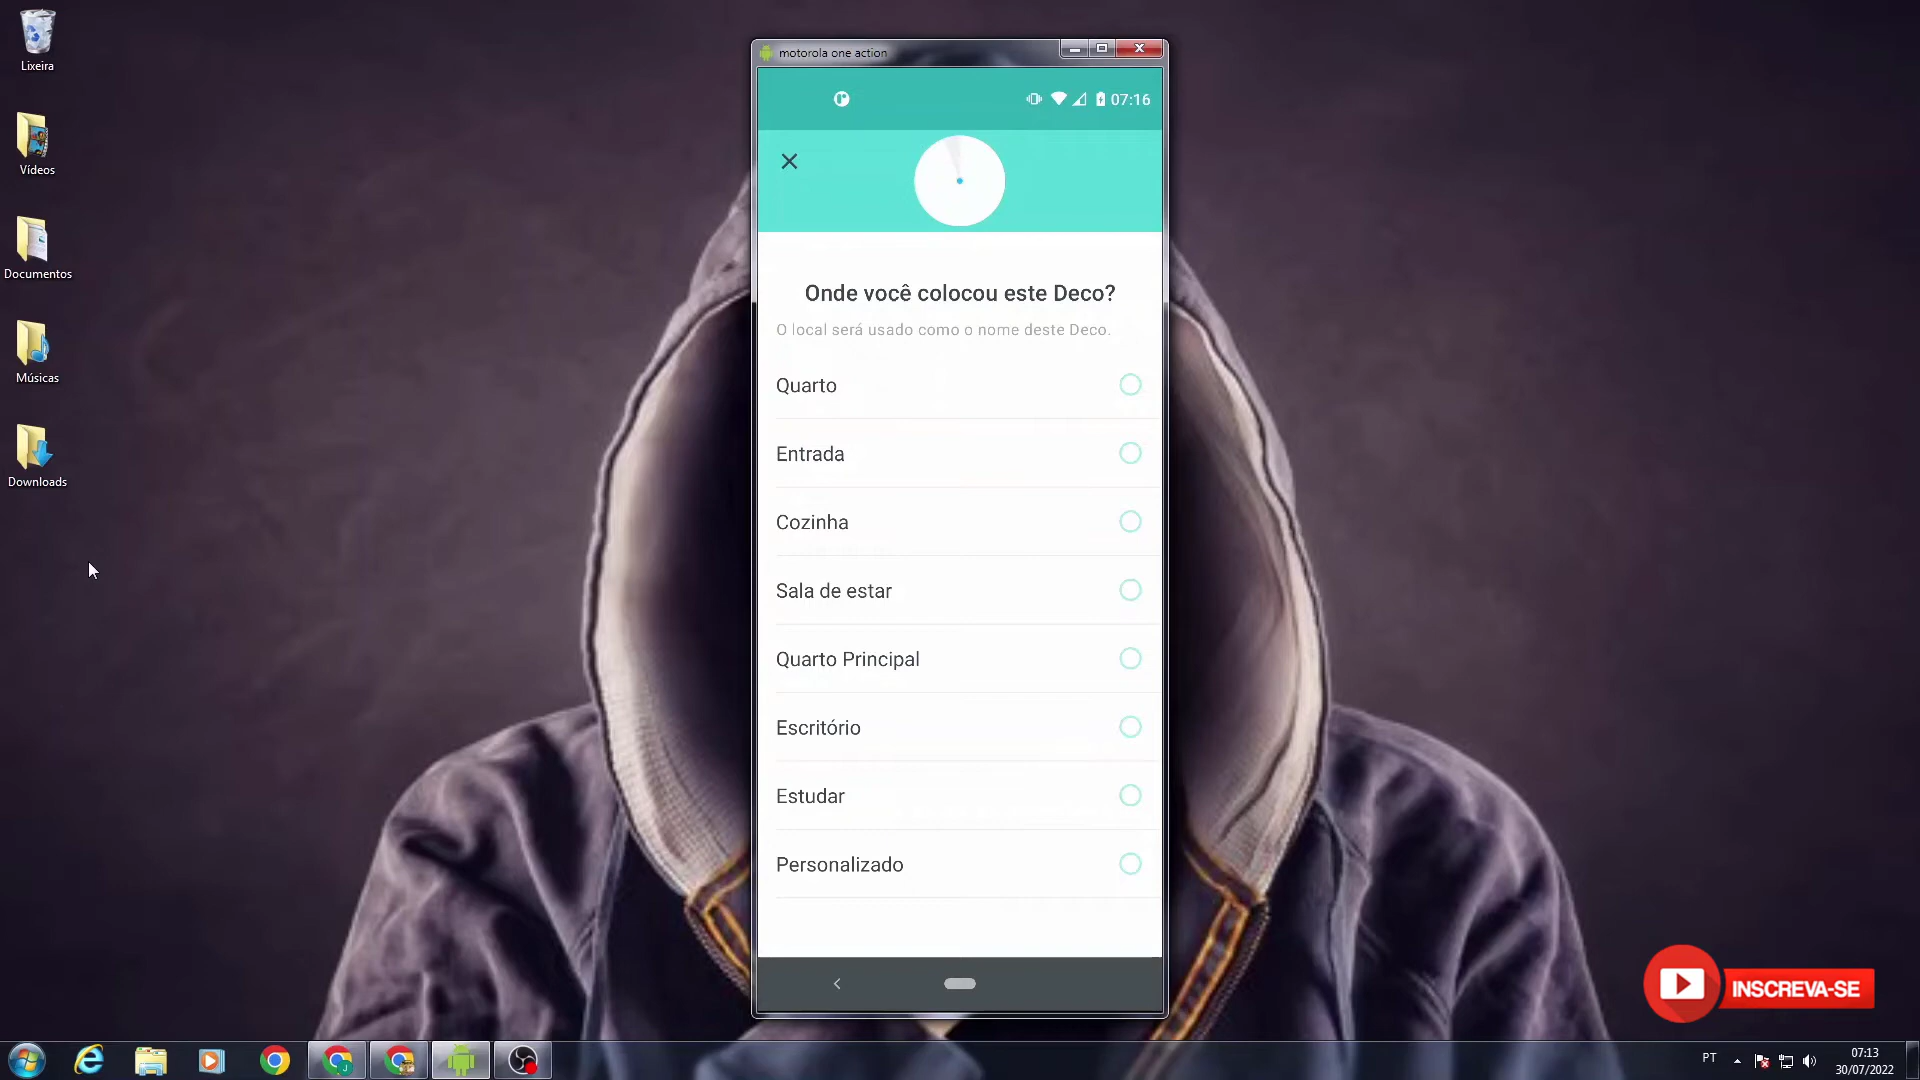 Lixeira
Vídeos
Documentos
Músicas
Downloads
motorola one action
07:16
Onde você colocou este Deco?
O local será usado como o nome deste Deco.
Quarto
Entrada
Cozinha
Sala de estar
Quarto Principal
Escritório
Estudar
Personalizado
INSCREVA-SE
PT
07:13
30/07/2022